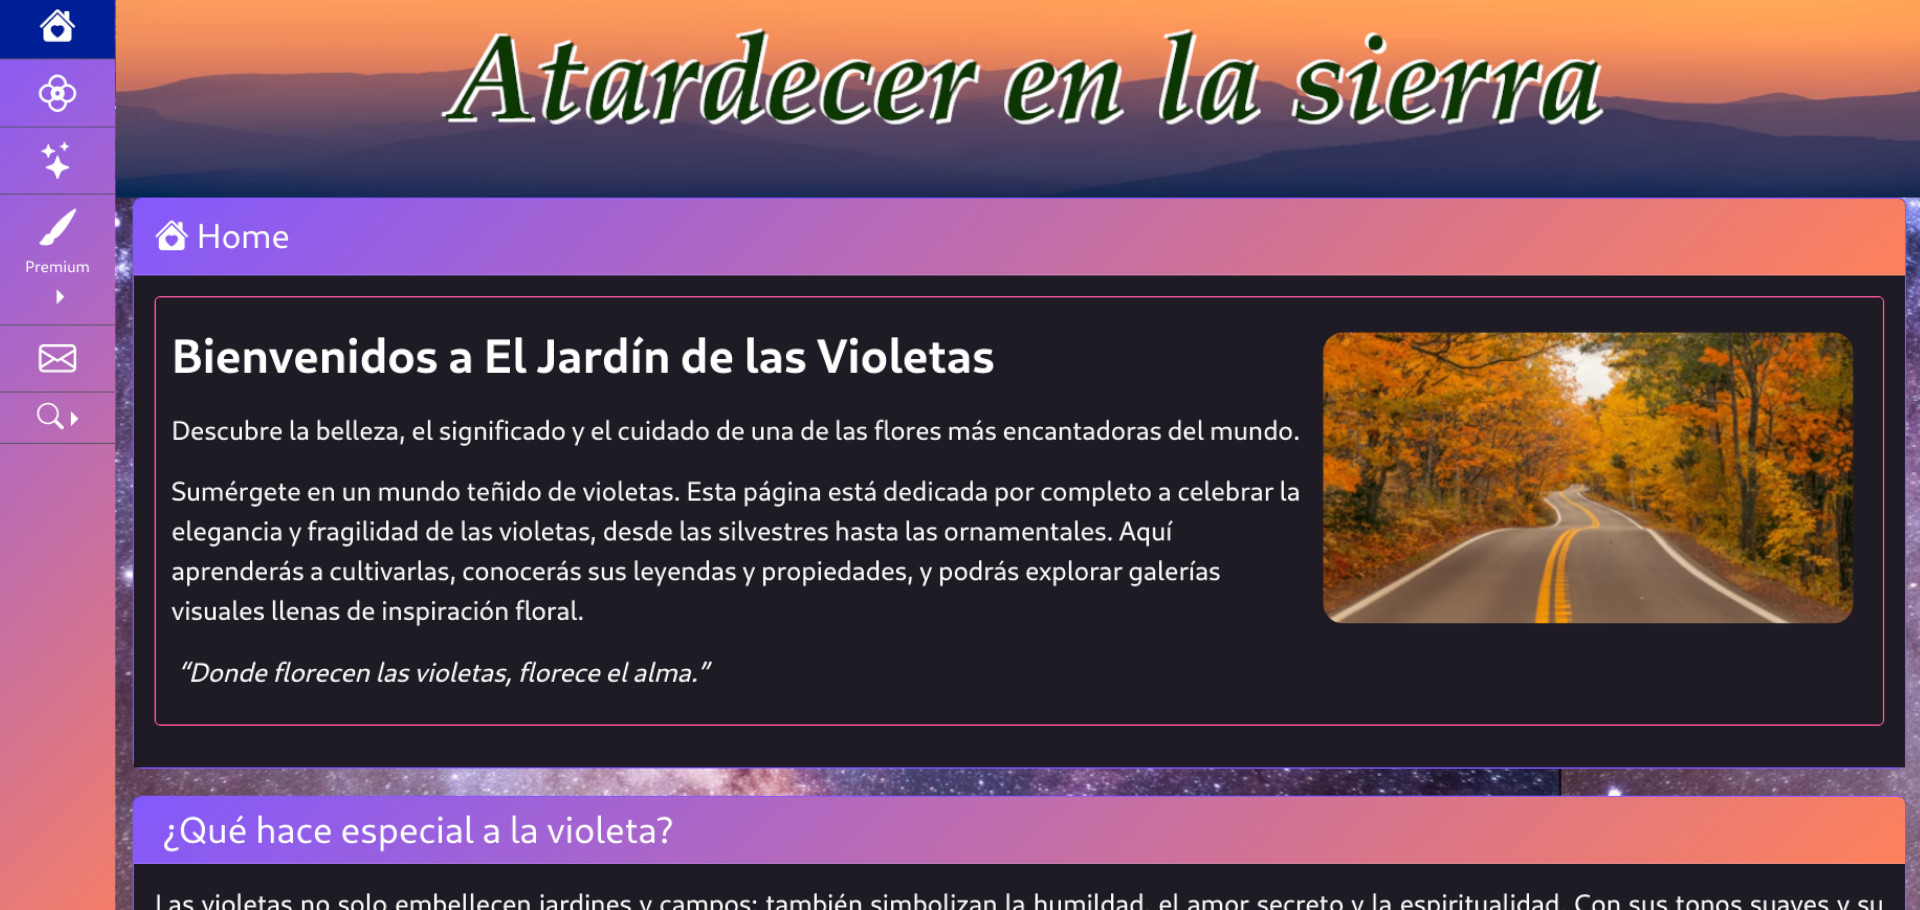 Atardecer en la sierra
Home
Premium
Bienvenidos a El Jardín de las Violetas
Descubre la belleza, el significado y el cuidado de una de las flores más encantadoras del mundo.
Sumérgete en un mundo teñido de violetas. Esta página está dedicada por completo a celebrar la
elegancia y fragilidad de las violetas, desde las silvestres hasta las ornamentales. Aquí
aprenderás a cultivarlas, conocerás sus leyendas y propiedades, y podrás explorar galerías
visuales llenas de inspiración floral.
“Donde florecen las violetas, florece el alma.”
¿Qué hace especial a la violeta?
Las violetas no solo embellecen jardines y campos; también simbolizan la humildad, el amor secreto y la espiritualidad. Con sus tonos suaves y su